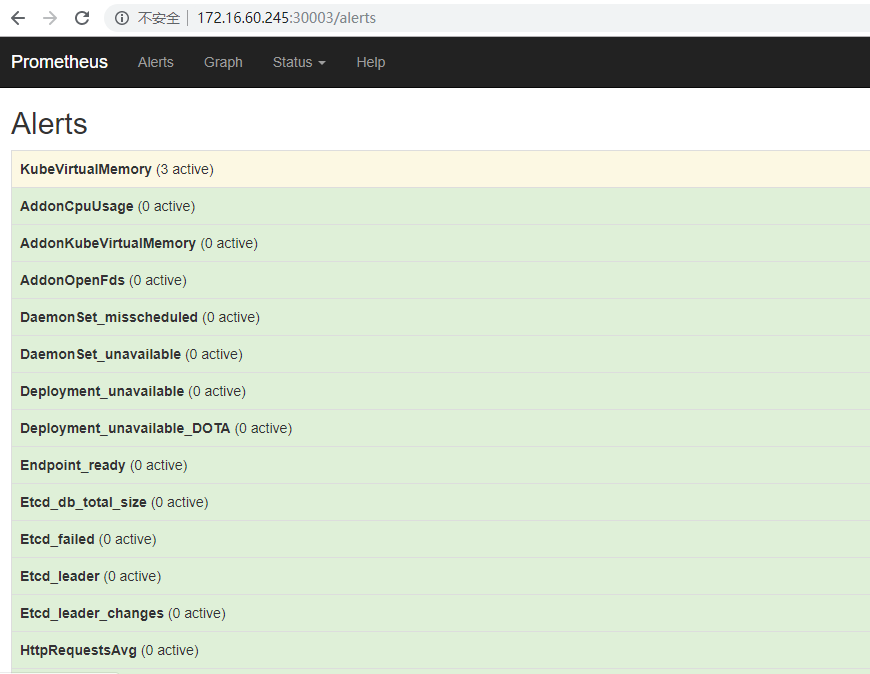 不安全 172.16.60.245:30003/alerts
Prometheus Alerts Graph Status Help
Alerts
KubeVirtualMemory (3 active)
AddonCpuUsage (0 active)
AddonKubeVirtualMemory (0 active)
AddonOpenFds (0 active)
DaemonSet_misscheduled (0 active)
DaemonSet_unavailable (0 active)
Deployment_unavailable (0 active)
Deployment_unavailable_DOTA (0 active)
Endpoint_ready (0 active)
Etcd_db_total_size (0 active)
Etcd_failed (0 active)
Etcd_leader (0 active)
Etcd_leader_changes (0 active)
HttpRequestsAvg (0 active)